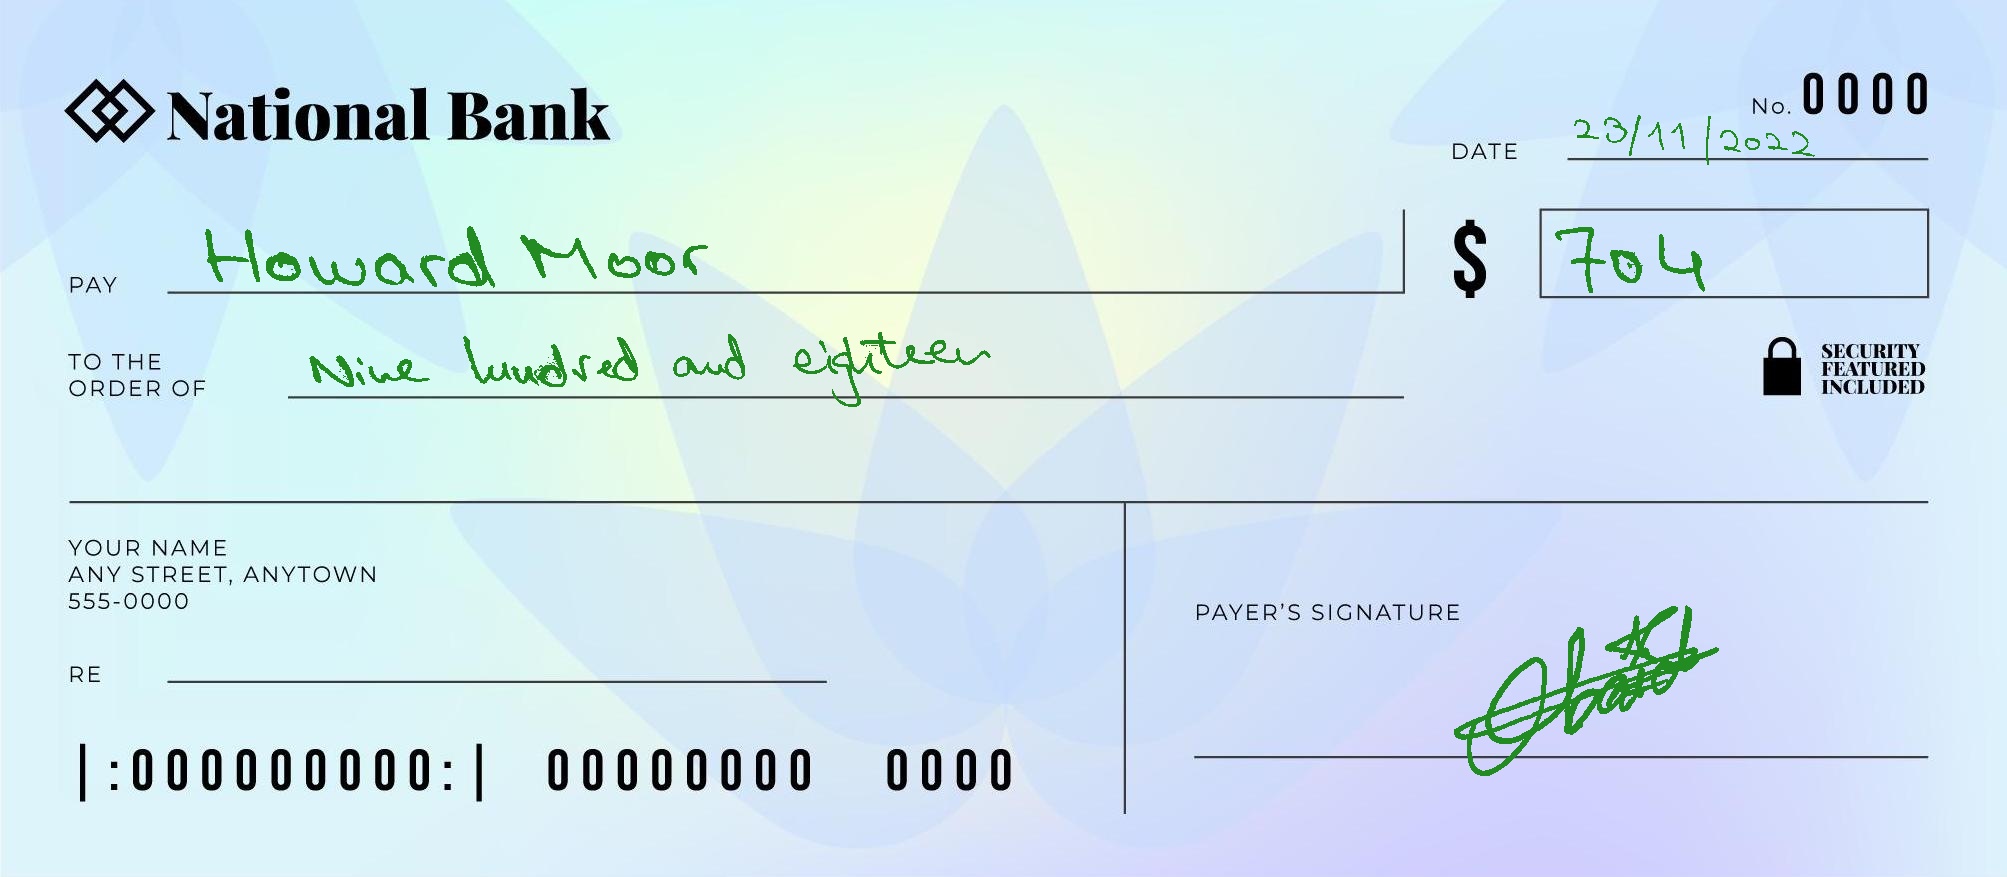 National Bank
No. 0000
DATE 23/11/2022
PAY Howard Moor
$ 704
TO THE
ORDER OF Nine hundred and eighteen
SECURITY
FEATURED
INCLUDED
YOUR NAME
ANY STREET, ANYTOWN
555-0000
PAYER'S SIGNATURE
RE
|:000000000:| 00000000 0000